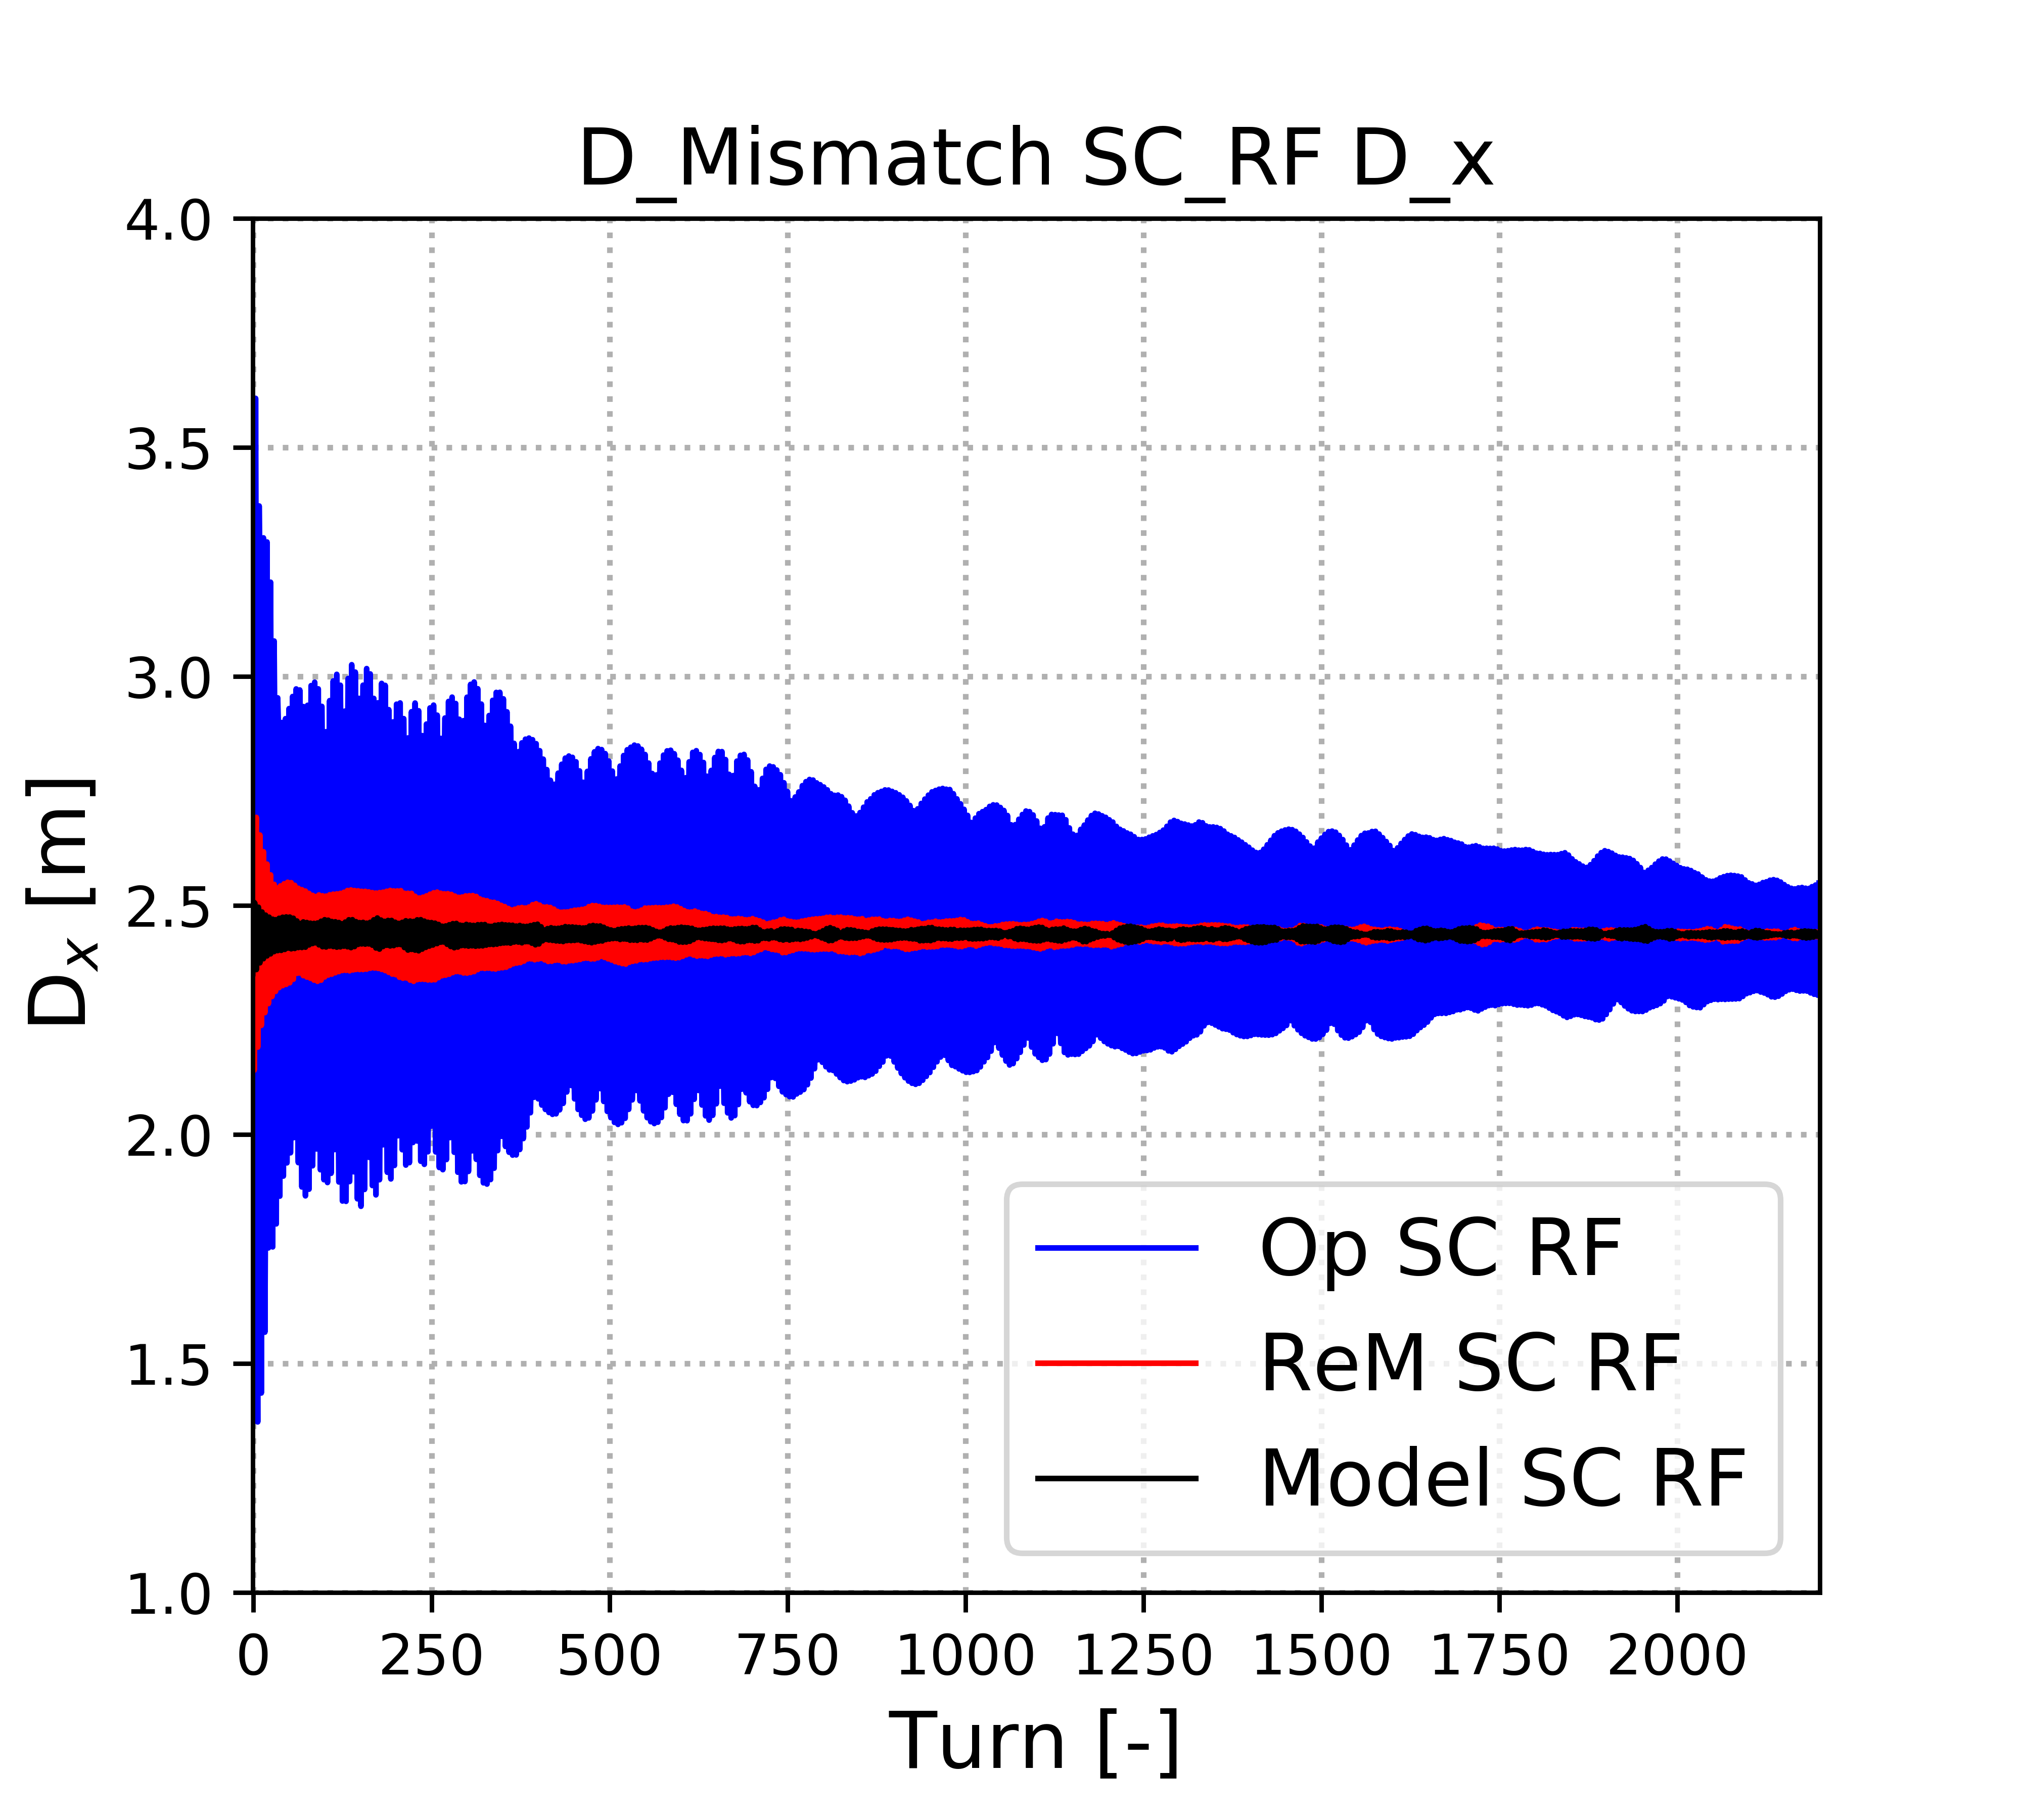 D_Mismatch SC_RF D_x
4.0
3.5
3.0
2.5
2.0
1.5
1.0
Dx [m]
0 250 500 750 1000 1250 1500 1750 2000
Turn [-]
Op SC RF
ReM SC RF
Model SC RF